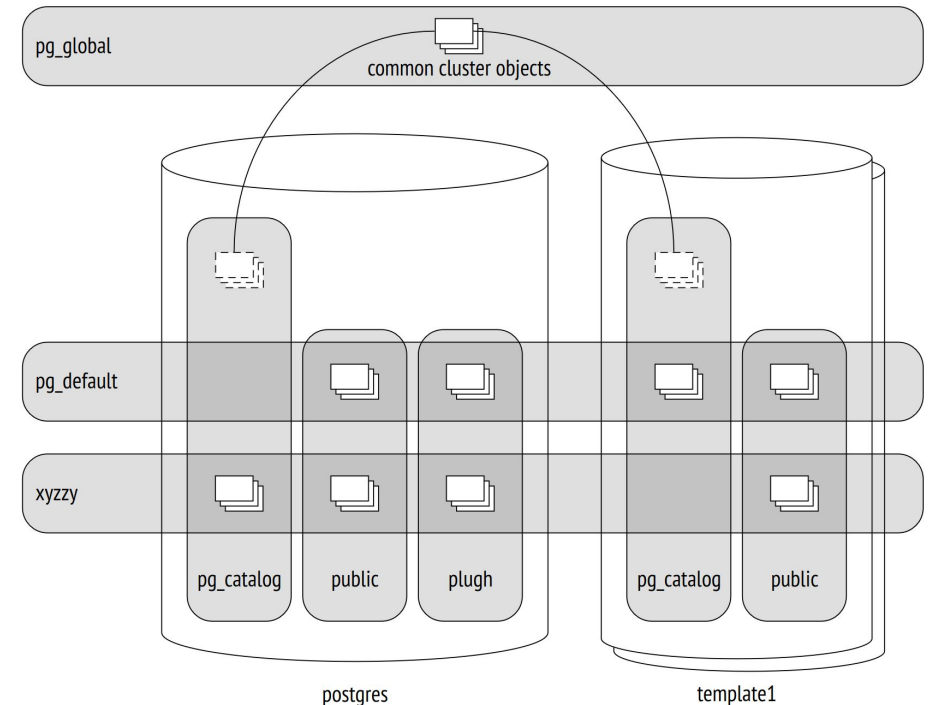 pg_global
common cluster objects
pg_default
xyzzy
pg_catalog public plugh pg_catalog public
postgres template1